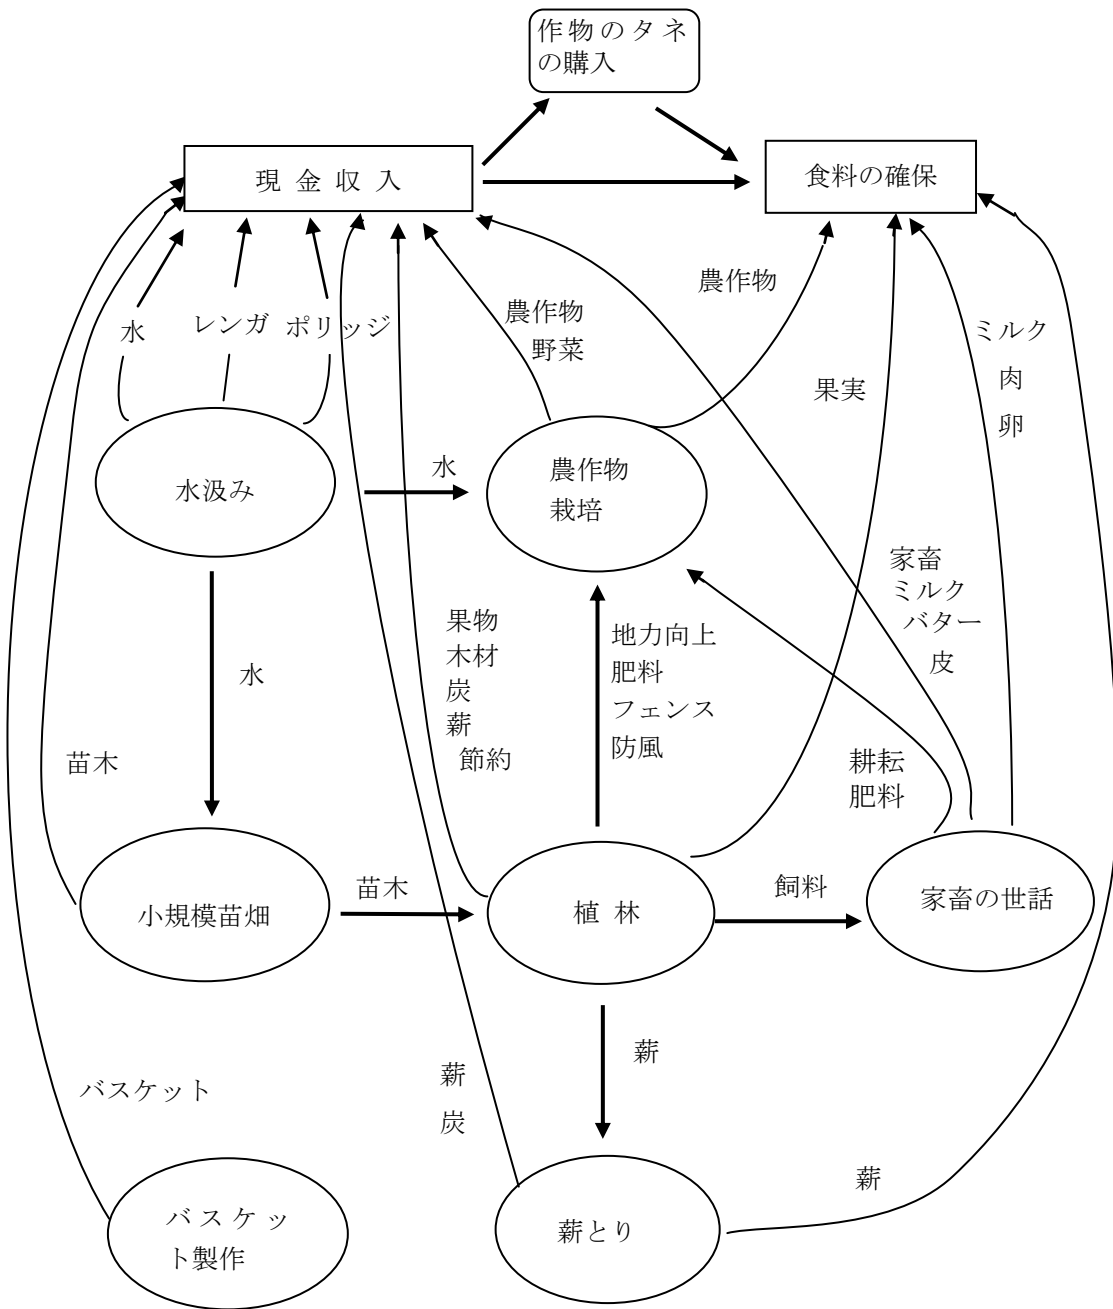 作物のタネ
の購入
現 金 収 入
食料の確保
農作物
水
レンガ
ポリッジ
農作物
野菜
ミルク
肉
卵
果実
水汲み
水
農作物
栽培
家畜
ミルク
バター
皮
果物
木材
炭
薪
節約
地力向上
肥料
フェンス
防風
水
苗木
耕耘
肥料
小規模苗畑
苗木
植 林
飼料
家畜の世話
薪
薪
炭
バスケット
薪
バスケッ
ト製作
薪とり